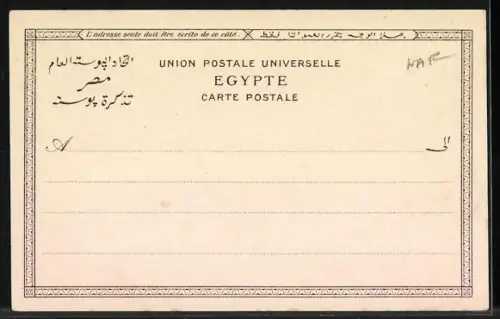 L'adresse seule doit être écrite de ce côté.
UNION POSTALE UNIVERSELLE
EGYPTE
CARTE POSTALE
اتحاد البوستة العام
مصر
تذكرة بوستة
A
الى